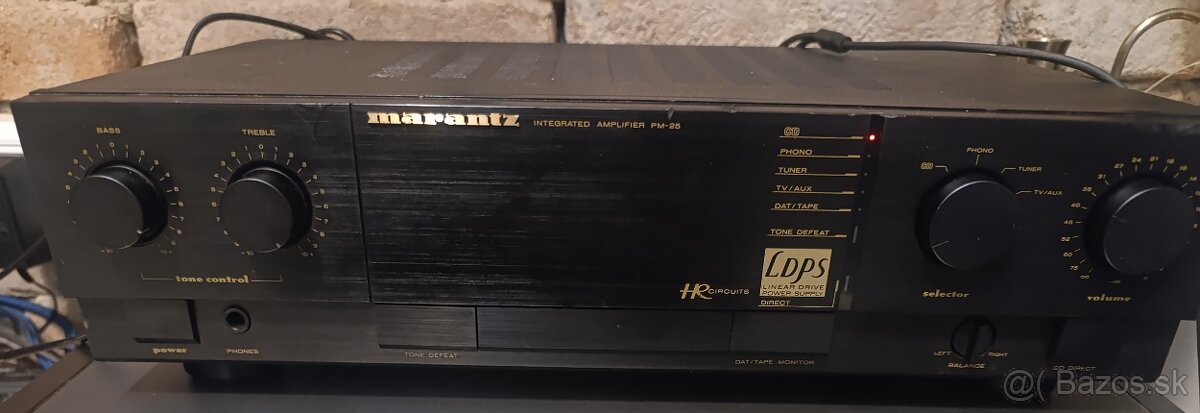 marantz INTEGRATED AMPLIFIER PM-25
BASS
TREBLE
tone control
power
PHONES
TONE DEFEAT
CD
PHONO
TUNER
TV/AUX
DAT/TAPE
TONE DEFEAT
LDPS
LINEAR DRIVE
POWER SUPPLY
DIRECT
HR CIRCUITS
DAT/TAPE MONITOR
CD
PHONO
TUNER
TV/AUX
selector
LEFT RIGHT
BALANCE
volume
CD DIRECT
Bazos.sk